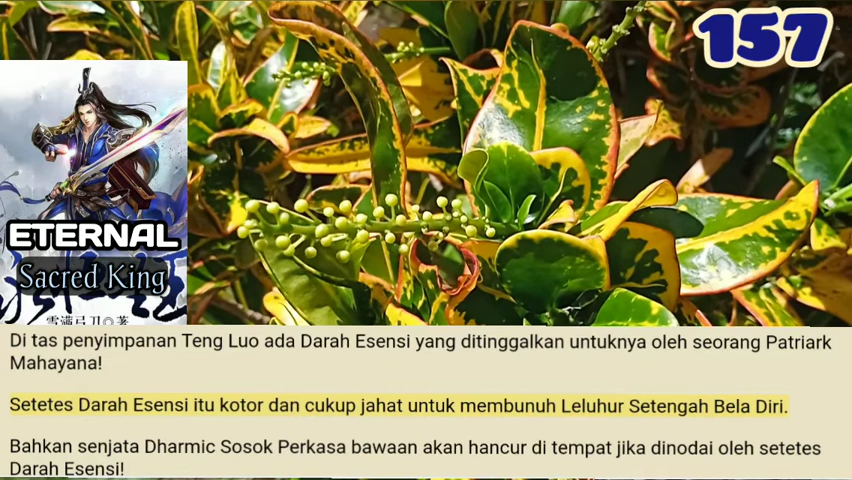 157
ETERNAL
Sacred King
Di tas penyimpanan Teng Luo ada Darah Esensi yang ditinggalkan untuknya oleh seorang Patriark
Mahayana!
Setetes Darah Esensi itu kotor dan cukup jahat untuk membunuh Leluhur Setengah Bela Diri.
Bahkan senjata Dharmic Sosok Perkasa bawaan akan hancur di tempat jika dinodai oleh setetes
Darah Esensi!